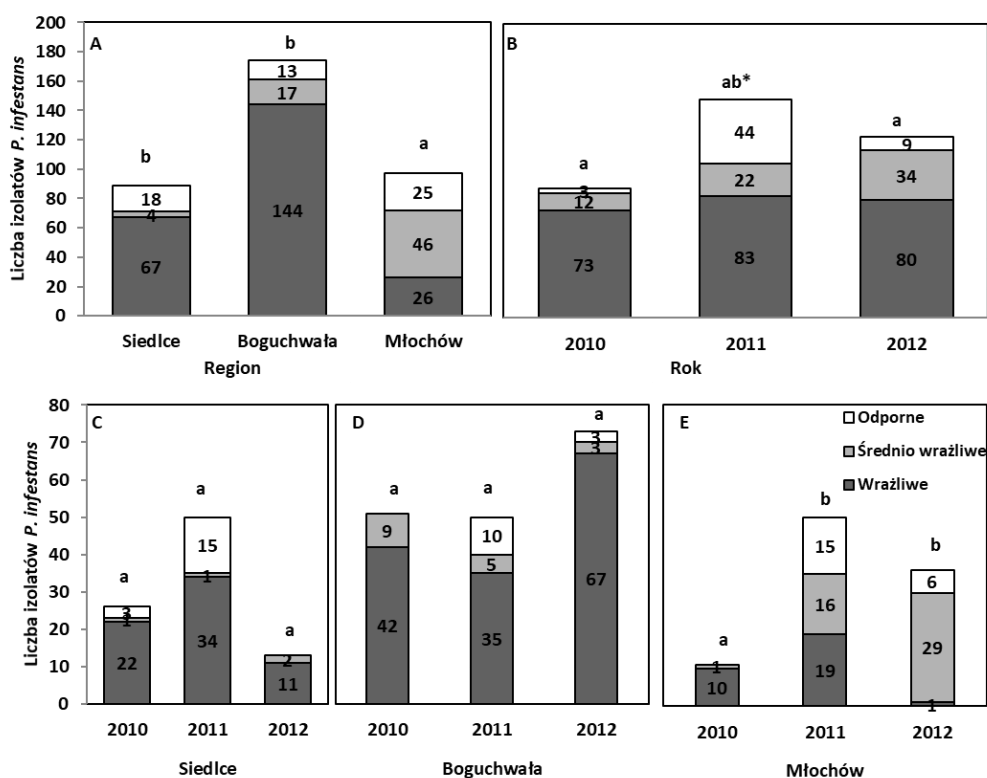 A
B
Liczba izolatów P. infestans
200
180
160
140
120
100
80
60
40
20
0
b
18
4
67
b
13
17
144
a
25
46
26
Siedlce Boguchwała Młochów
Region
a
3
12
73
ab*
44
22
83
a
9
34
80
2010 2011 2012
Rok
C
D
E
Liczba izolatów P. infestans
80
70
60
50
40
30
20
10
0
a
3
1
22
a
15
1
34
a
2
11
2010 2011 2012
Siedlce
a
9
42
a
10
5
35
a
3
3
67
2010 2011 2012
Boguchwała
Odporne
Średnio wrażliwe
Wrażliwe
a
1
10
b
15
16
19
b
6
29
1
2010 2011 2012
Młochów